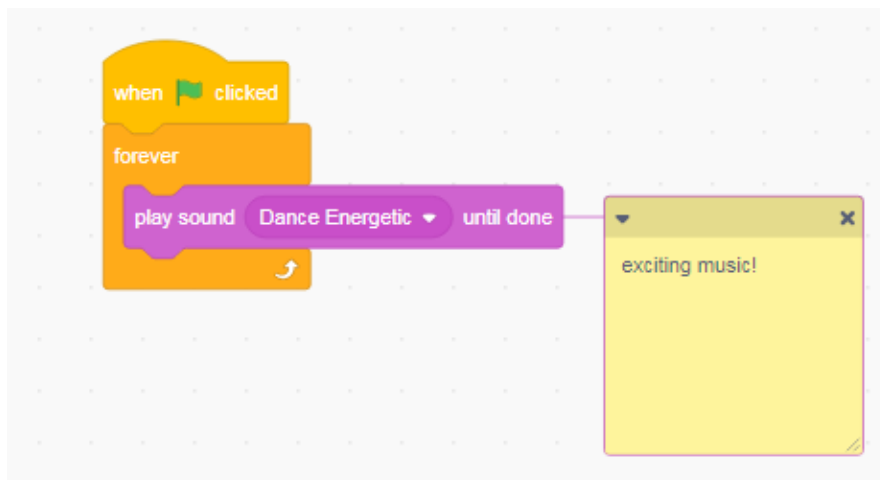 when clicked
forever
play sound Dance Energetic until done
exciting music!